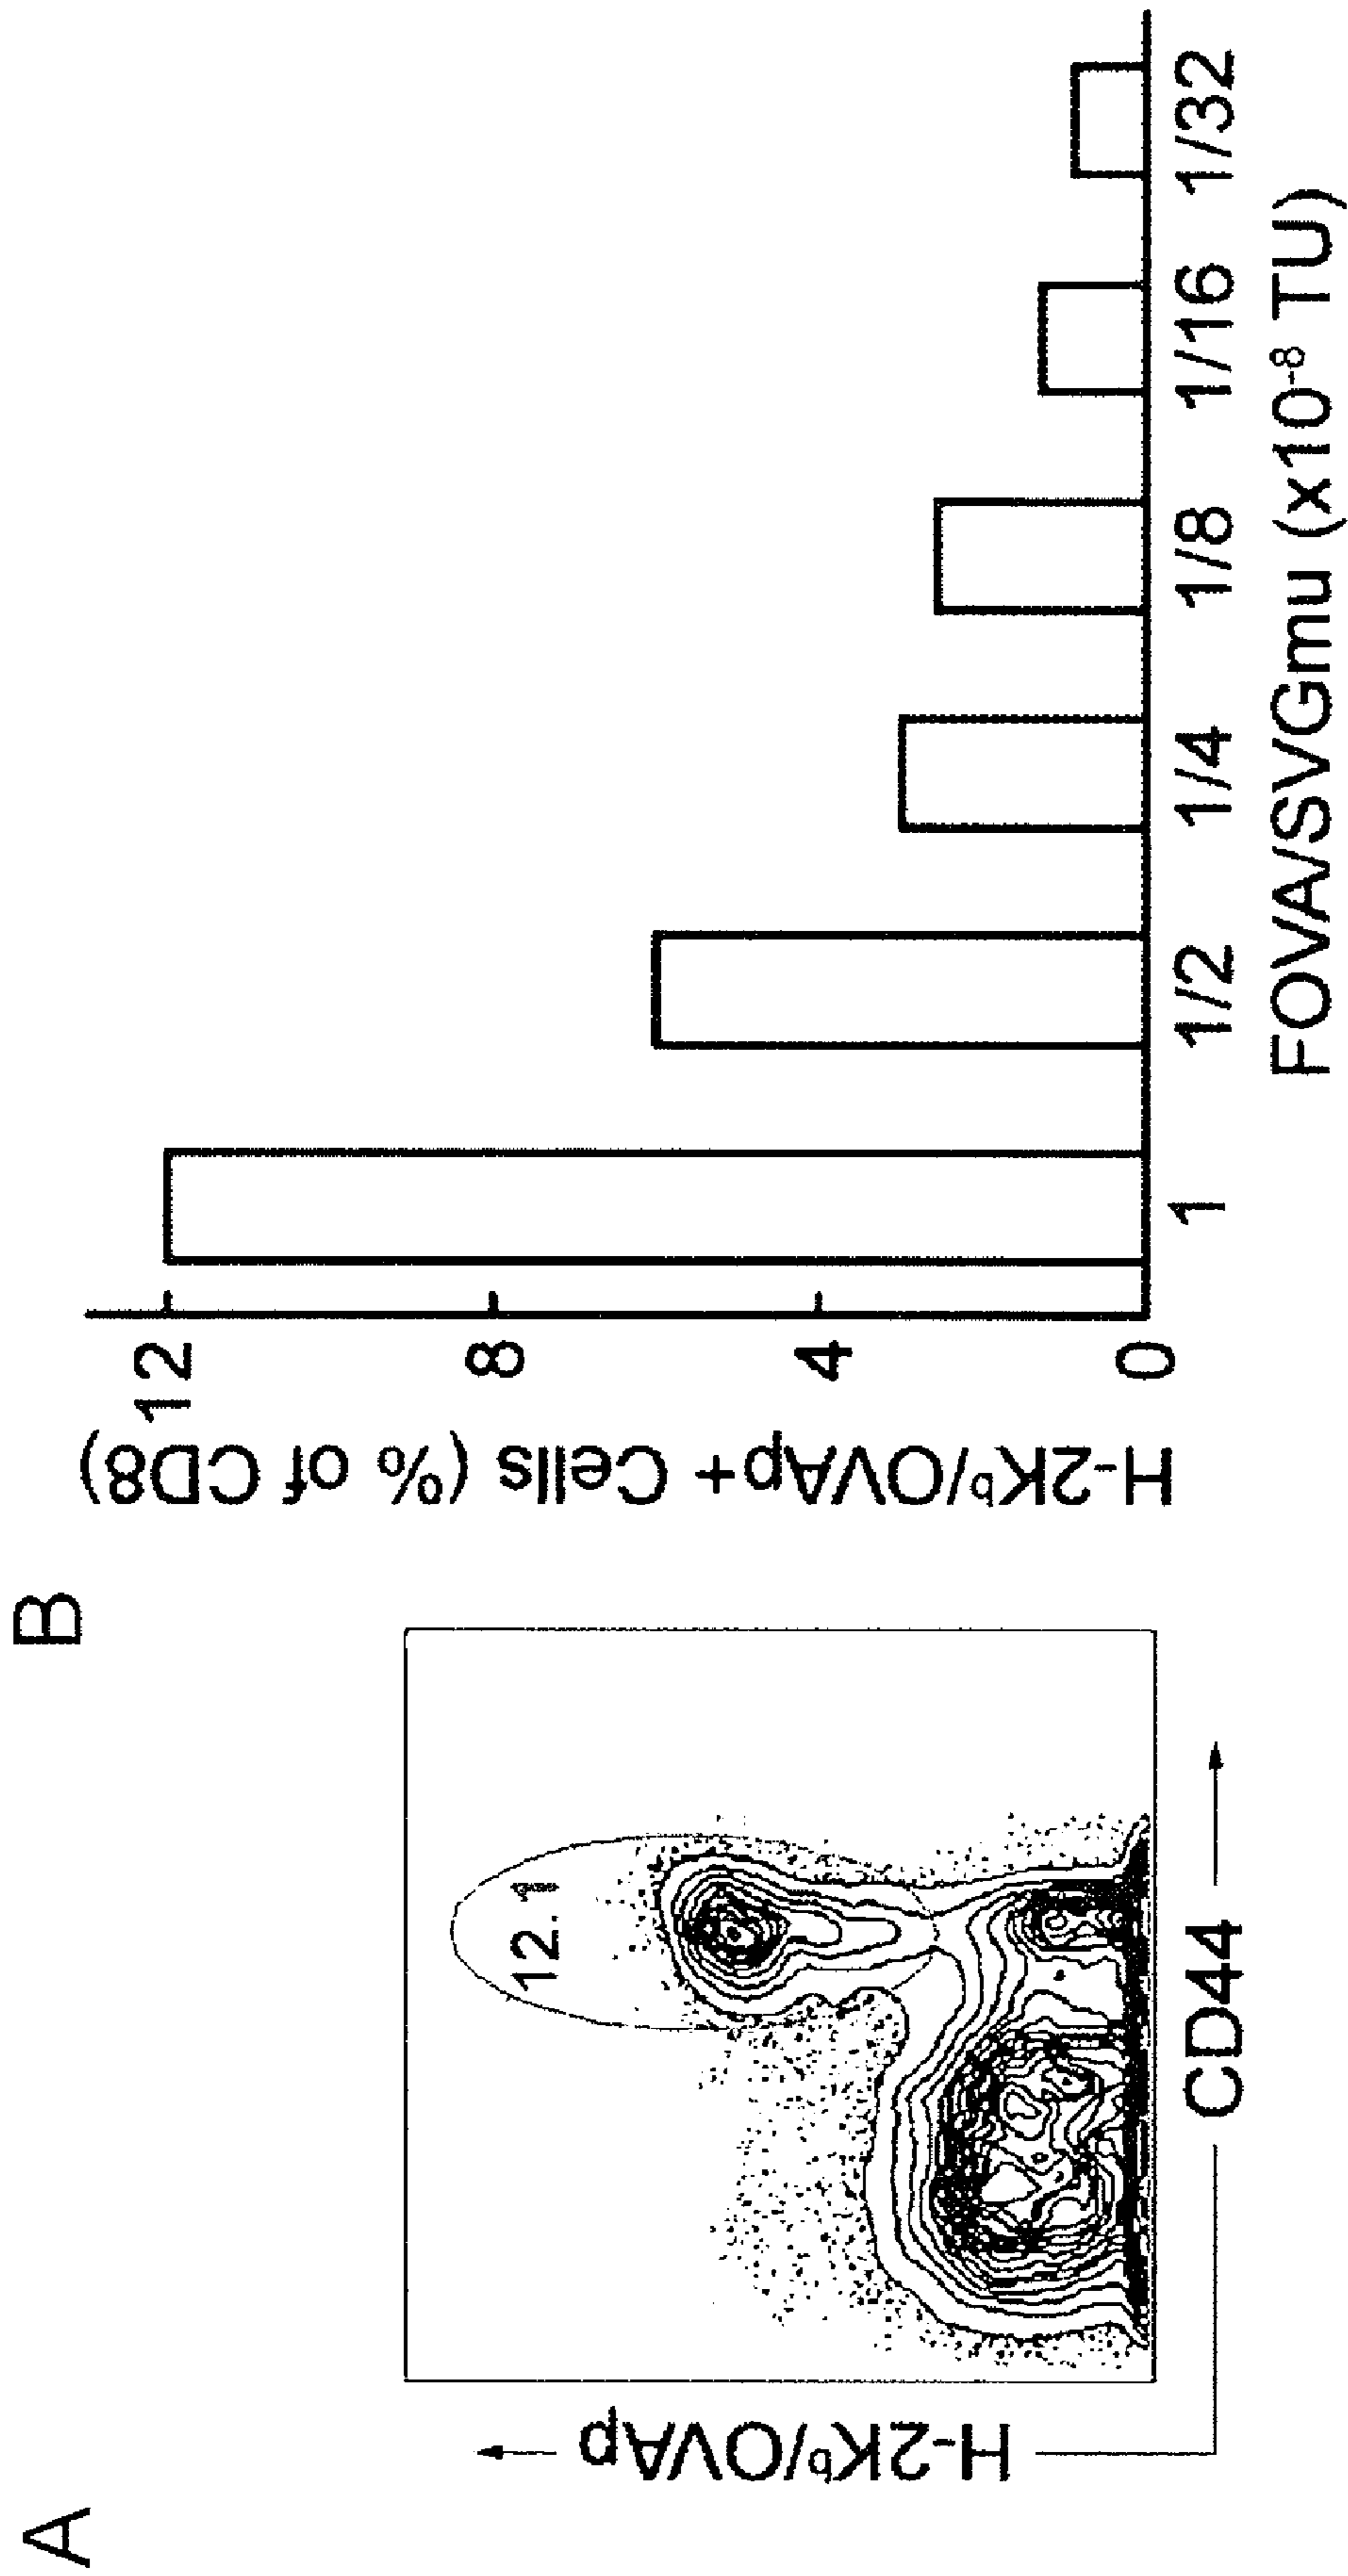 A
H-2Kᵇ/OVAp
12.1
CD44
B
H-2Kᵇ/OVAp+ Cells (% of CD8)
12
8
4
0
1 1/2 1/4 1/8 1/16 1/32
FOVA/SVGmu (x10⁻⁸ TU)